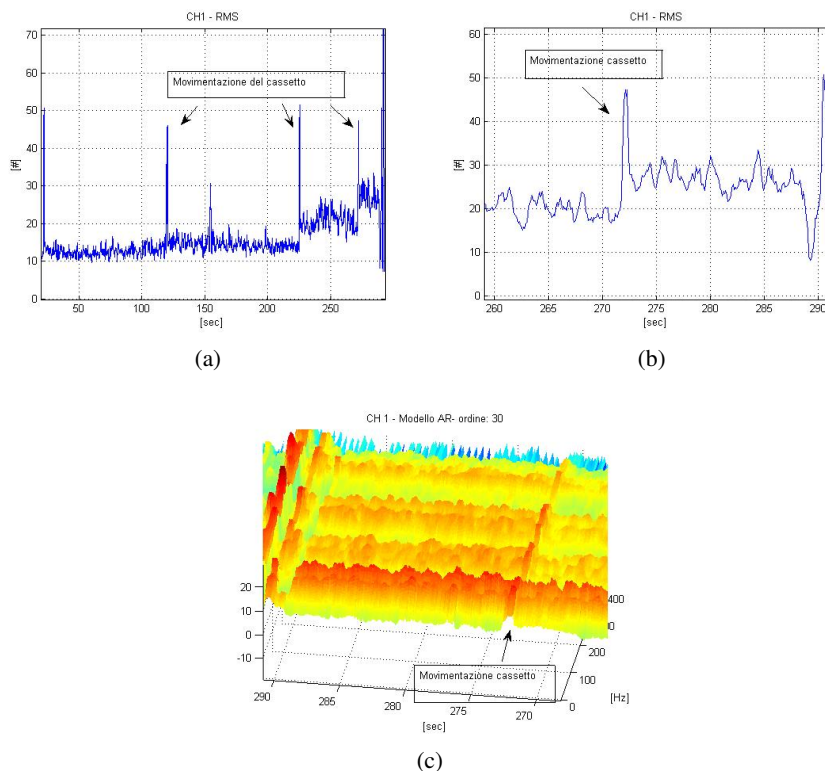 CH1 - RMS
70
60
50
40
30
20
10
0
[#]
Movimentazione del cassetto
50 100 150 200 250
[sec]
(a)
CH1 - RMS
60
50
40
30
20
10
0
[#]
Movimentazione cassetto
260 265 270 275 280 285 290
[sec]
(b)
CH 1 - Modello AR- ordine: 30
20
10
0
-10
400
200
100
0
[Hz]
Movimentazione cassetto
290 285 280 275 270
[sec]
(c)